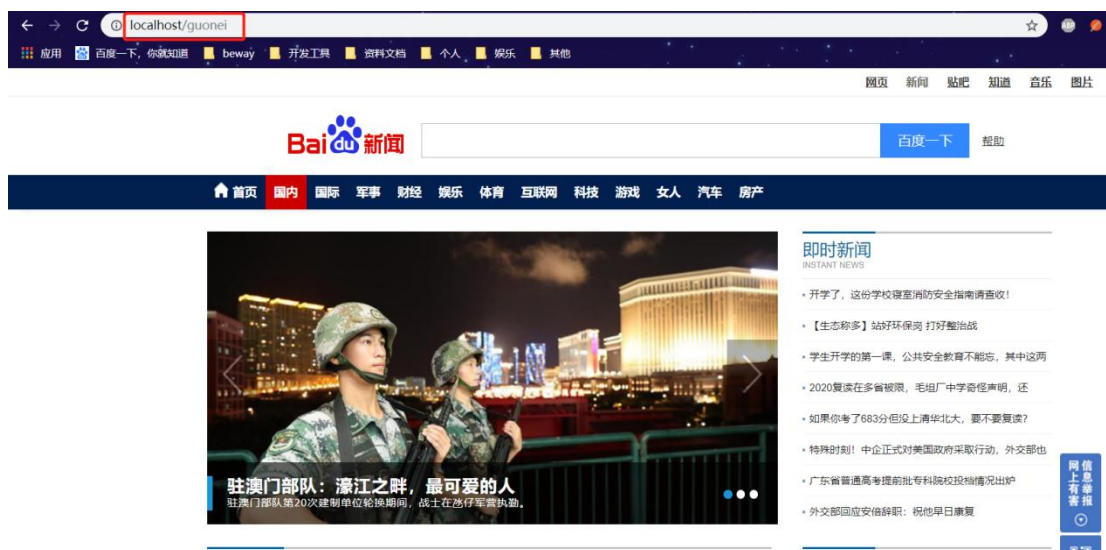 localhost/guonei
应用 百度一下，你就知道 beway 开发工具 资料文档 个人 娱乐 其他
网页 新闻 贴吧 知道 音乐 图片
Bai du 新闻 百度一下 帮助
首页 国内 国际 军事 财经 娱乐 体育 互联网 科技 游戏 女人 汽车 房产
即时新闻
INSTANT NEWS
开学了，这份学校寝室消防安全指南请查收！
【生态称多】站好环保岗 打好整治战
学生开学的第一课，公共安全教育不能忘，其中这两
2020复读在多省被限，毛坦厂中学奇怪声明，还
如果你考了683分但没上清华北大，要不要复读？
特殊时刻！中企正式对美国政府采取行动，外交部也
广东省普通高考提前批专科院校投档情况出炉
外交部回应安倍辞职：祝他早日康复
驻澳门部队：濠江之畔，最可爱的人
驻澳门部队第20次建制单位轮换期间，战士在氹仔军营执勤。
网上有害
信息举报